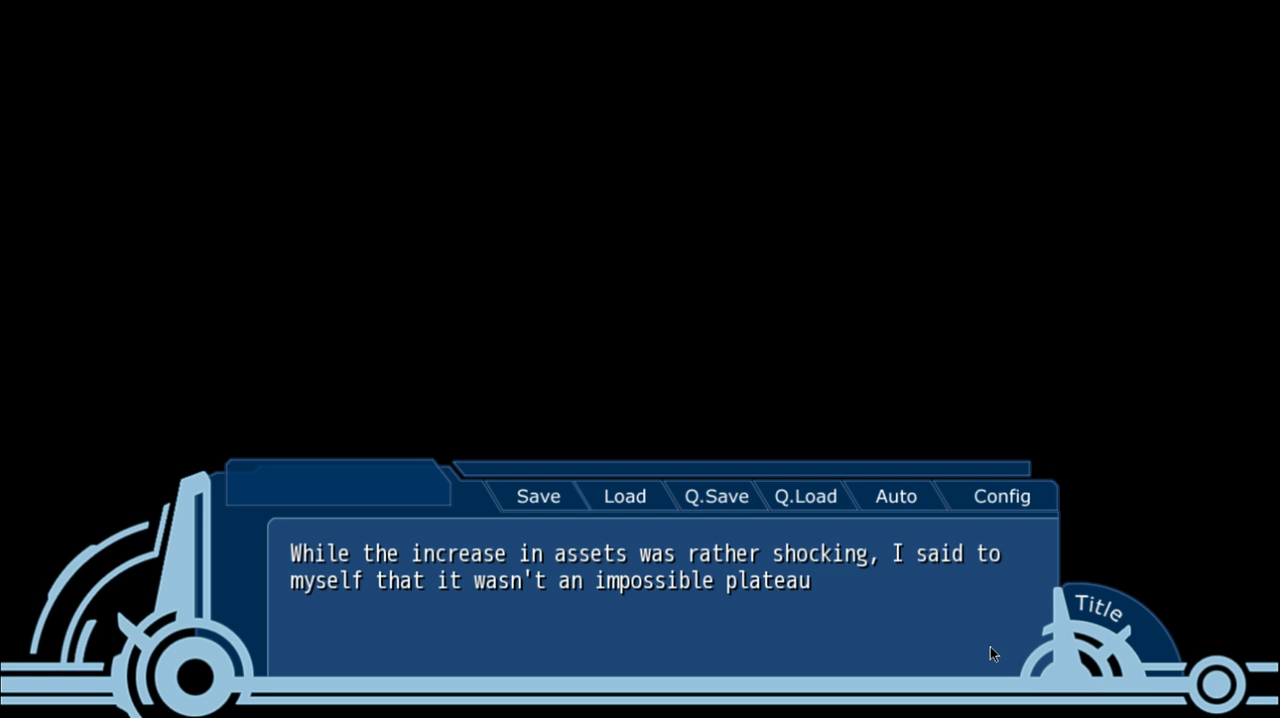 Save Load Q.Save Q.Load Auto Config
While the increase in assets was rather shocking, I said to
myself that it wasn't an impossible plateau
Title